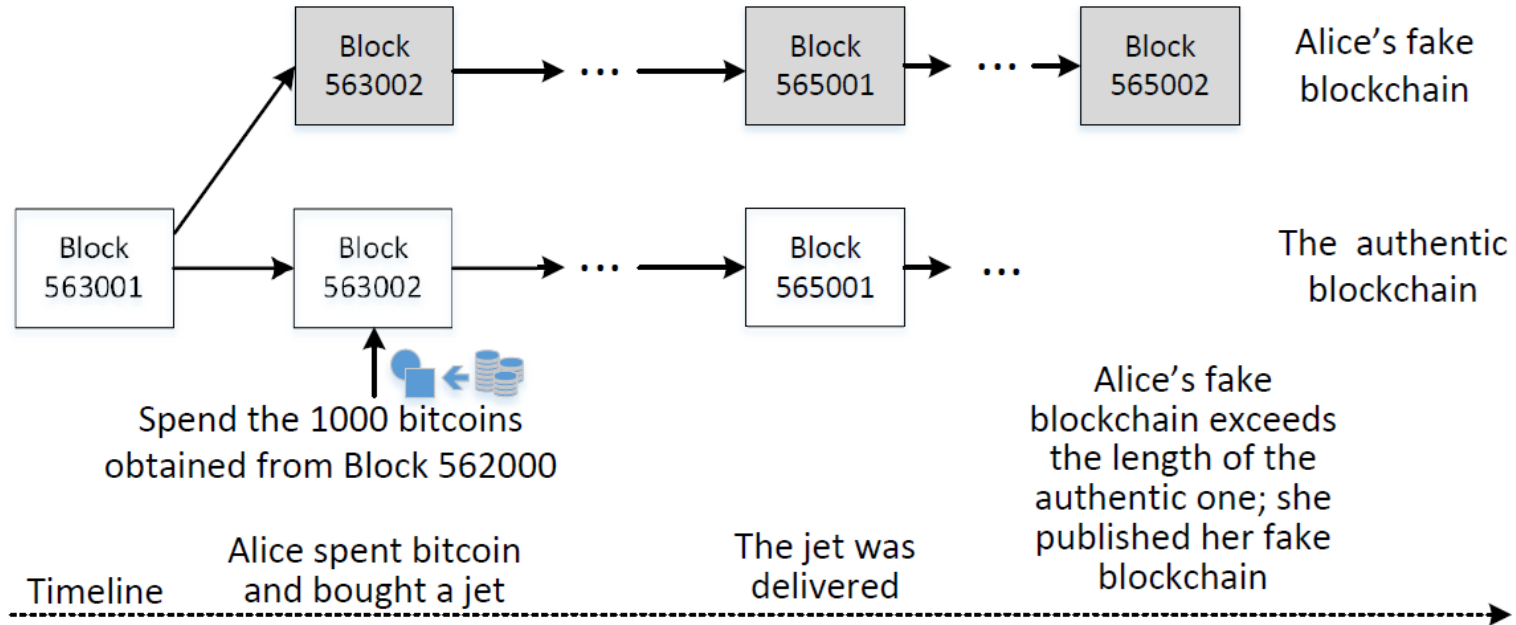 Block
563002
...
Block
565001
...
Block
565002
Alice's fake
blockchain
Block
563001
Block
563002
...
Block
565001
...
The authentic
blockchain
Spend the 1000 bitcoins
obtained from Block 562000
Alice's fake
blockchain exceeds
the length of the
authentic one; she
published her fake
blockchain
Timeline
Alice spent bitcoin
and bought a jet
The jet was
delivered